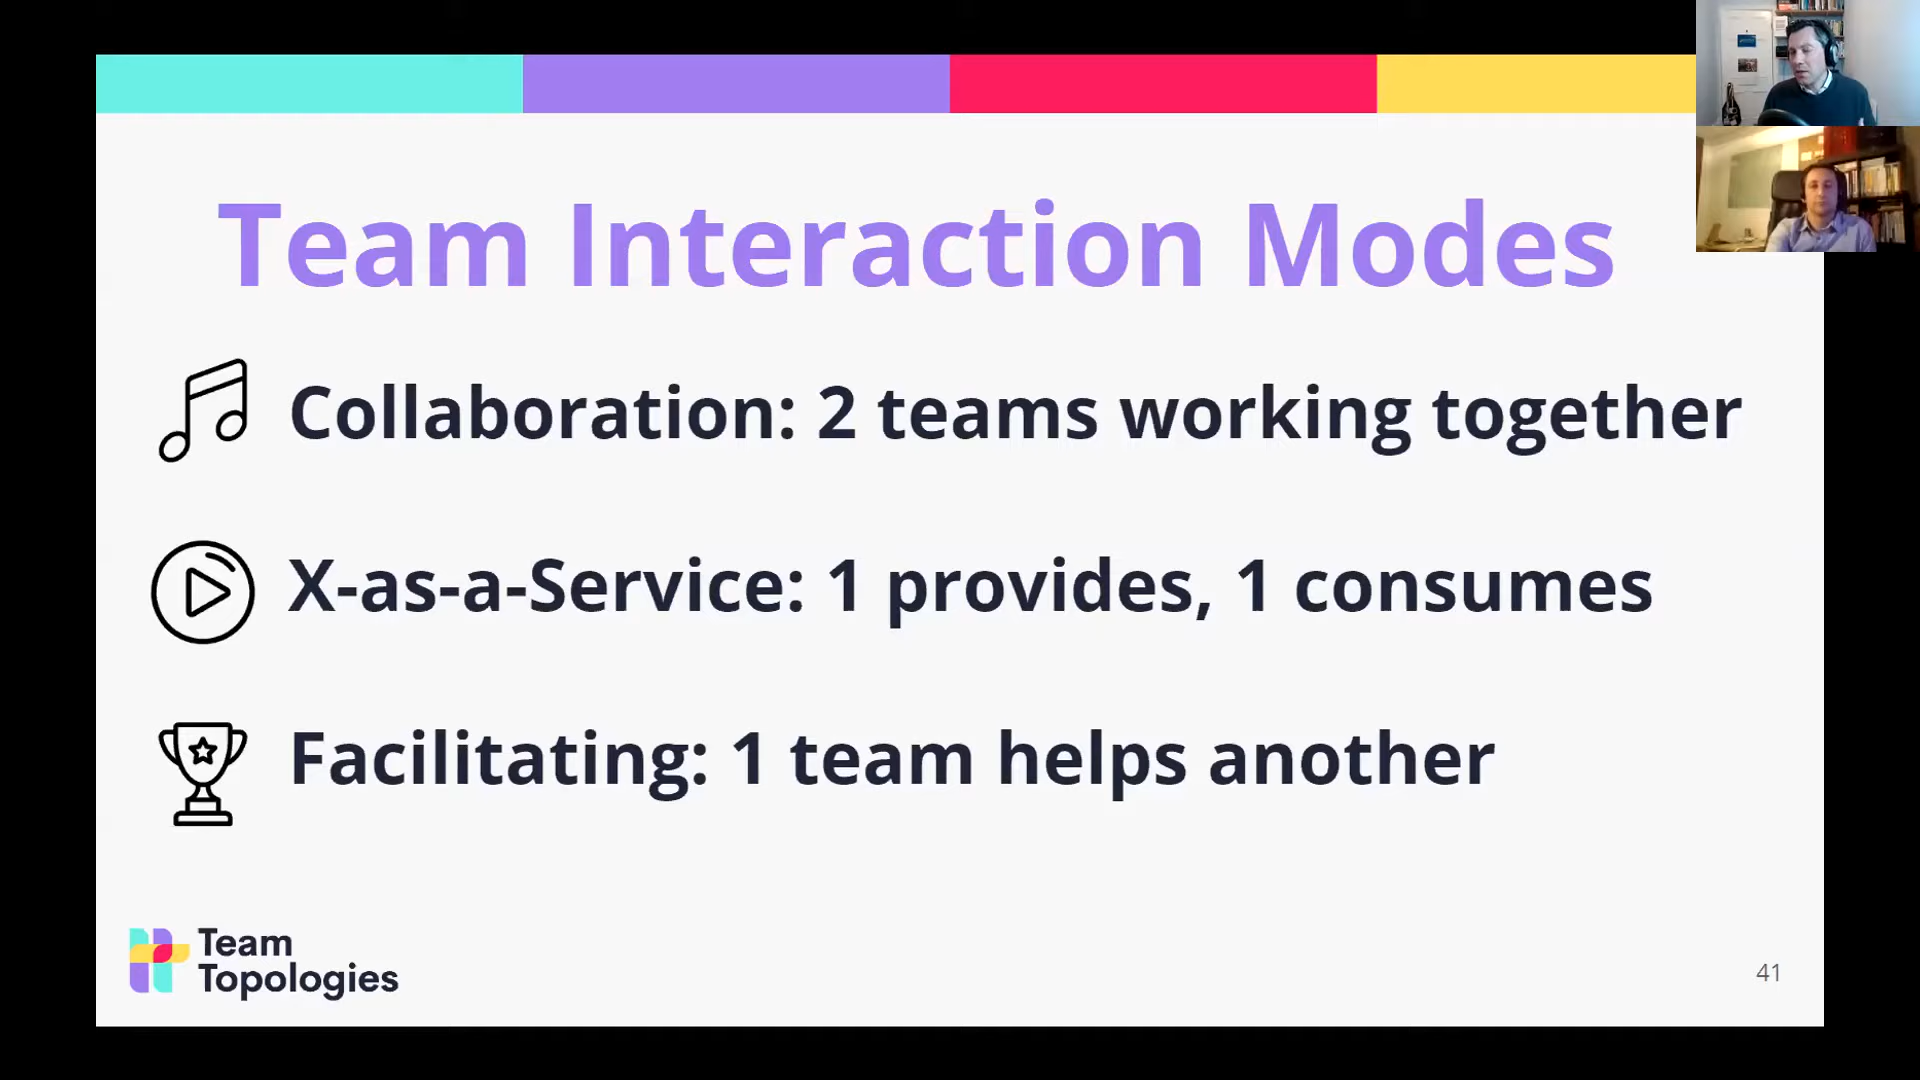 Team Interaction Modes
Collaboration: 2 teams working together
X-as-a-Service: 1 provides, 1 consumes
Facilitating: 1 team helps another
Team
Topologies
41